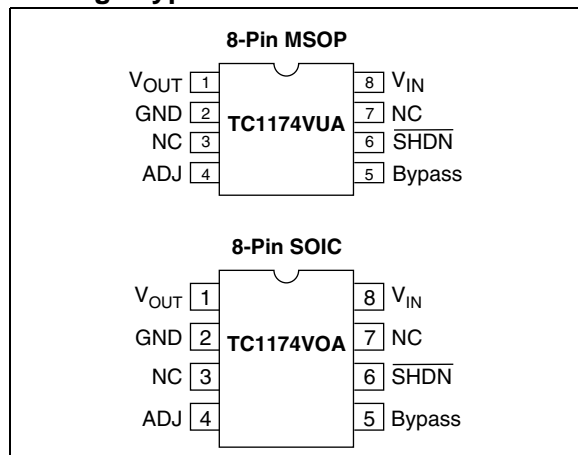 8-Pin MSOP
VOUT 1 8 VIN
GND 2 TC1174VUA 7 NC
NC 3 6 SHDN
ADJ 4 5 Bypass
8-Pin SOIC
VOUT 1 8 VIN
GND 2 TC1174VOA 7 NC
NC 3 6 SHDN
ADJ 4 5 Bypass